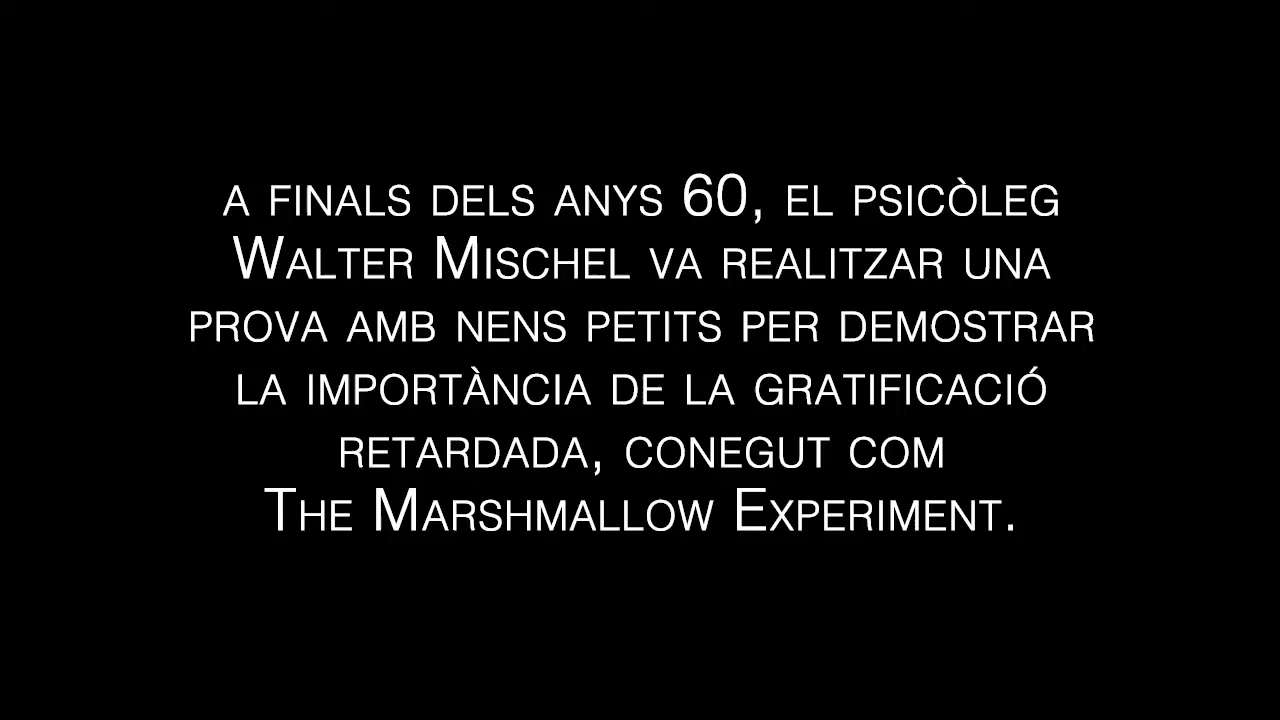 A FINALS DELS ANYS 60, EL PSICÒLEG
WALTER MISCHEL VA REALITZAR UNA
PROVA AMB NENS PETITS PER DEMOSTRAR
LA IMPORTÀNCIA DE LA GRATIFICACIÓ
RETARDADA, CONEGUT COM
THE MARSHMALLOW EXPERIMENT.